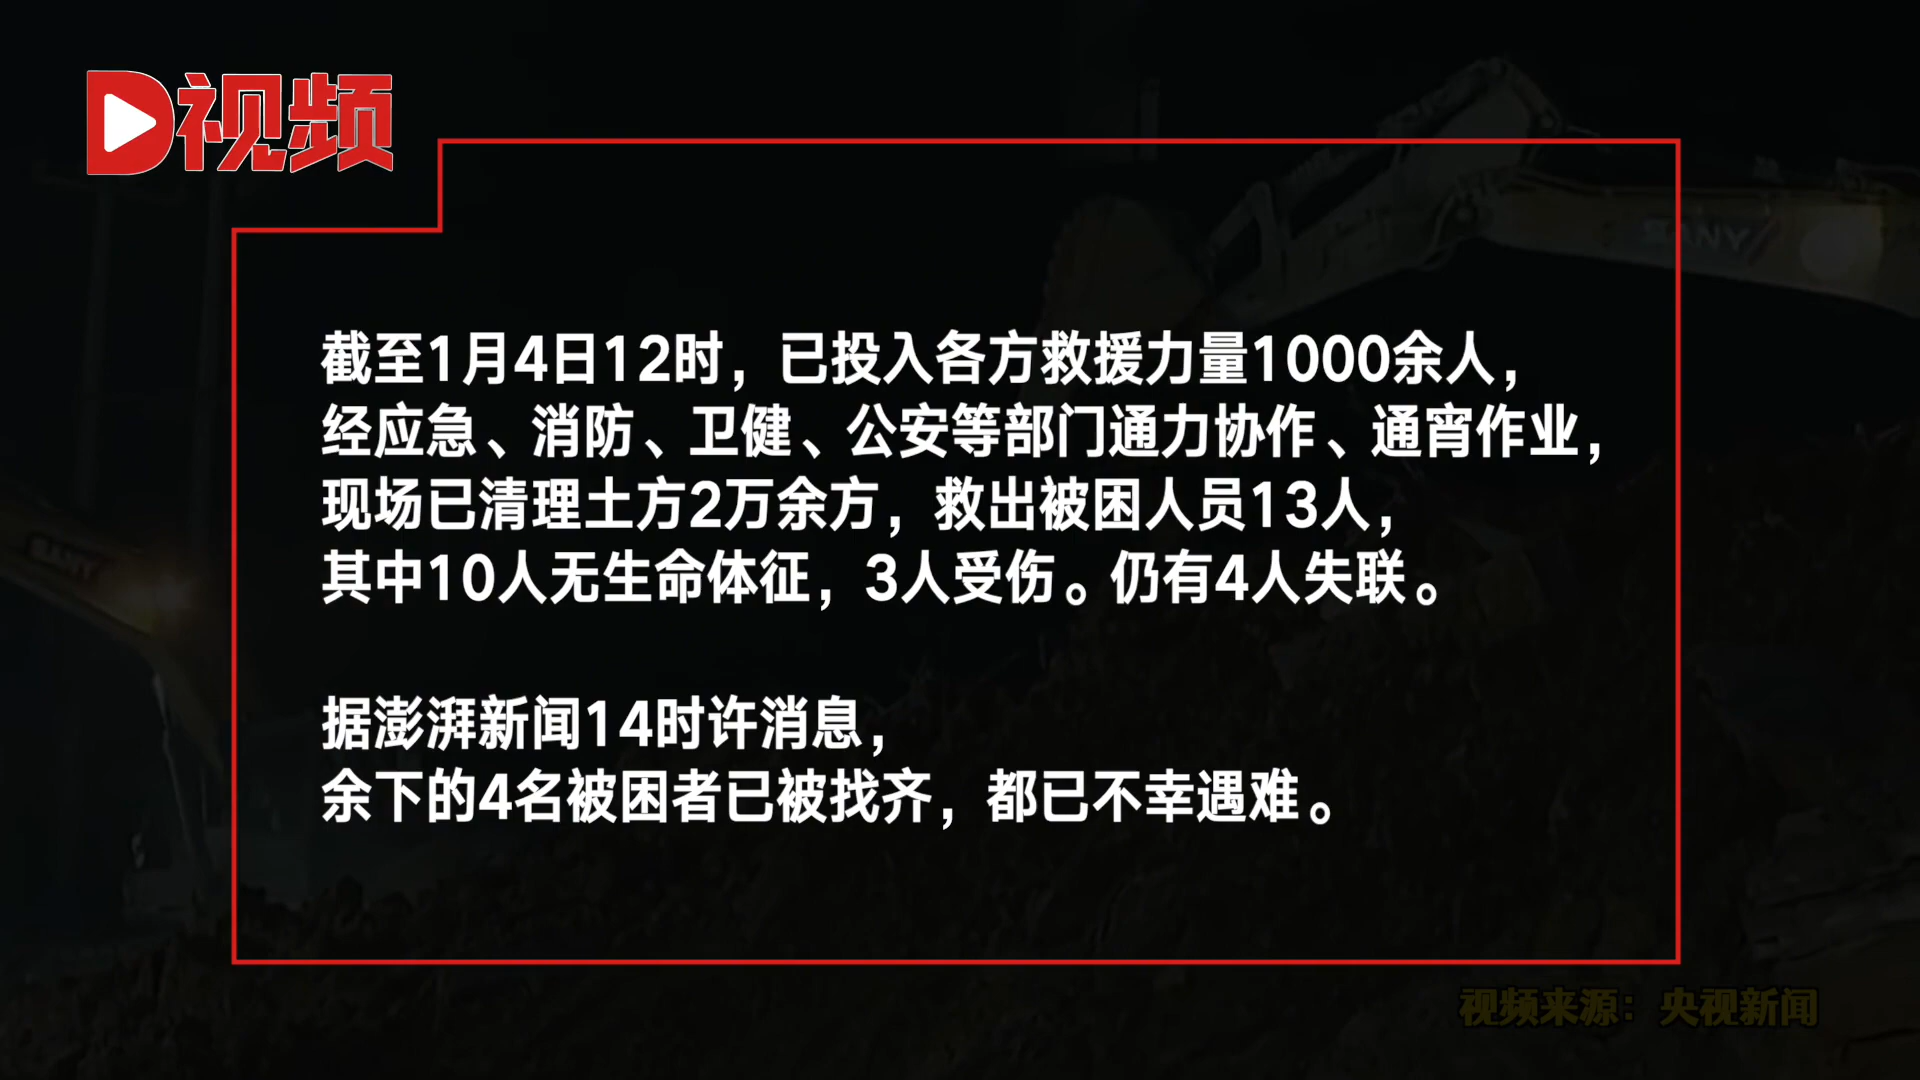 视频
截至1月4日12时，已投入各方救援力量1000余人，
经应急、消防、卫健、公安等部门通力协作、通宵作业，
现场已清理土方2万余方，救出被困人员13人，
其中10人无生命体征，3人受伤。仍有4人失联。
据澎湃新闻14时许消息，
余下的4名被困者已被找齐，都已不幸遇难。
SANY
SANY
视频来源：央视新闻